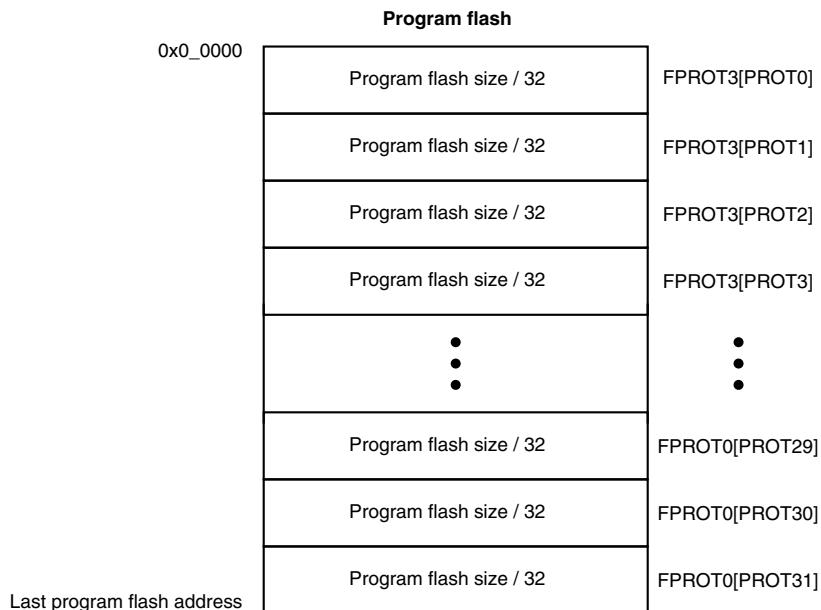 Program flash
0x0_0000
Program flash size / 32 FPROT3[PROT0]
Program flash size / 32 FPROT3[PROT1]
Program flash size / 32 FPROT3[PROT2]
Program flash size / 32 FPROT3[PROT3]
Program flash size / 32 FPROT0[PROT29]
Program flash size / 32 FPROT0[PROT30]
Program flash size / 32 FPROT0[PROT31]
Last program flash address